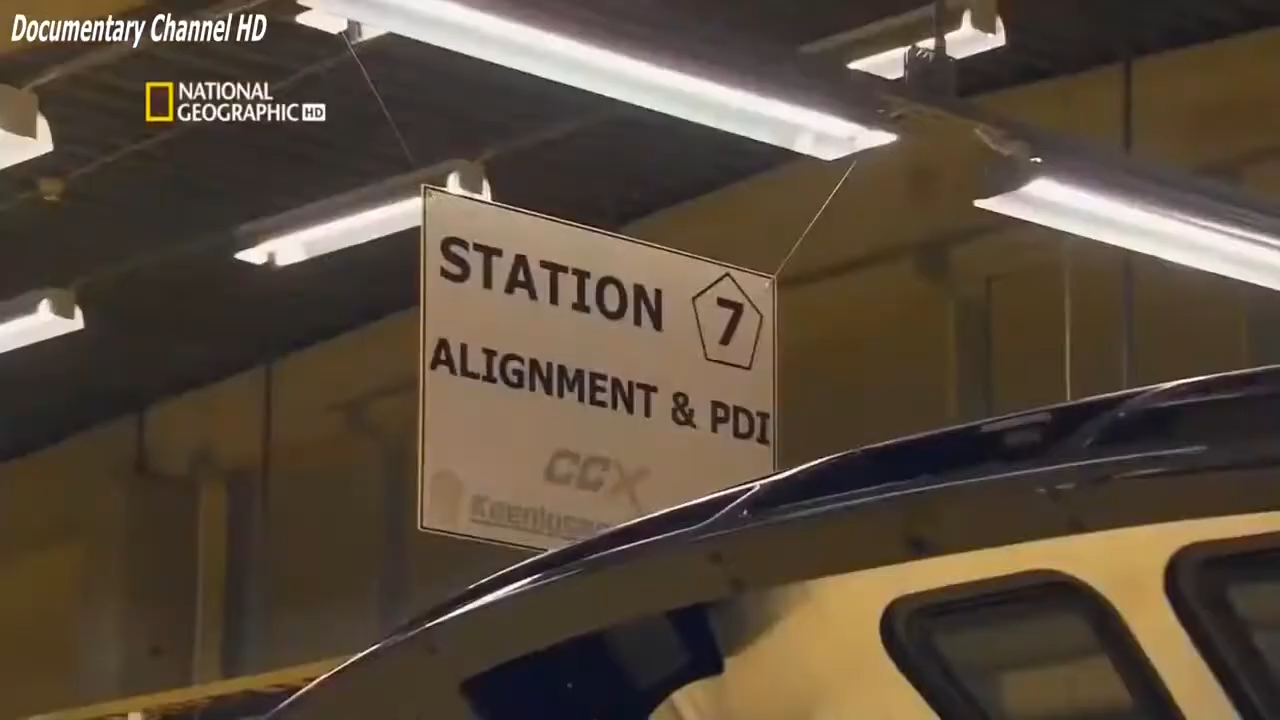 Documentary Channel HD
NATIONAL
GEOGRAPHIC HD
STATION 7
ALIGNMENT & PDI
CCX